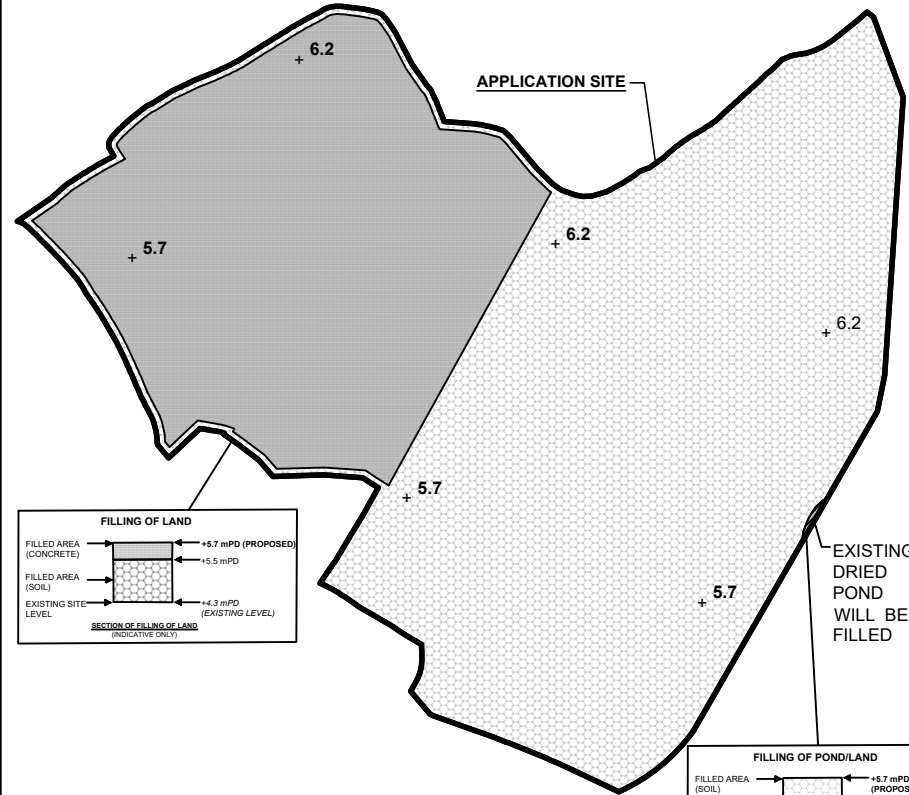 6.2
APPLICATION SITE
6.2
5.7
6.2
5.7
5.7
FILLING OF LAND
FILLED AREA
(CONCRETE)
+5.7 mPD (PROPOSED)
+5.5 mPD
FILLED AREA
(SOIL)
EXISTING SITE
LEVEL
+4.3 mPD
(EXISTING LEVEL)
SECTION OF FILLING OF LAND
(INDICATIVE ONLY)
EXISTING
DRIED
POND
WILL BE
FILLED
FILLING OF POND/LAND
FILLED AREA
(SOIL)
+5.7 mPD
(PROPOS